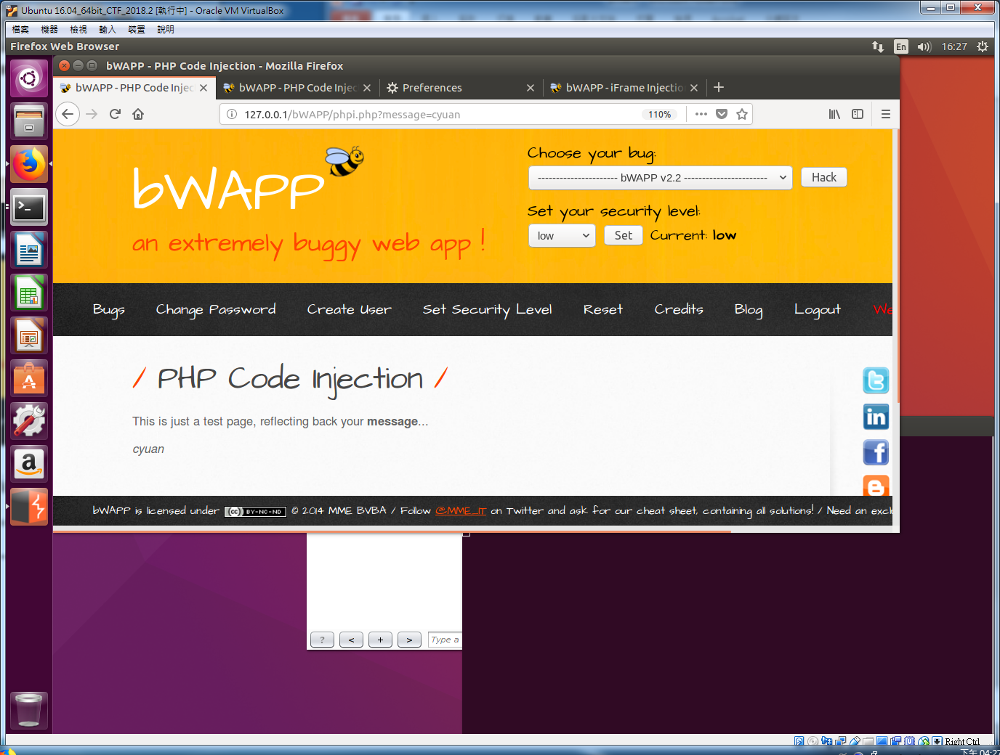 Ubuntu 16.04_64bit_CTF_2018.2 [執行中] - Oracle VM VirtualBox
檔案 機器 檢視 輸入 裝置 說明
Firefox Web Browser En 16:27
bWAPP - PHP Code Injection - Mozilla Firefox
bWAPP - PHP Code Injec bWAPP - PHP Code Injec Preferences bWAPP - iFrame Injectio
127.0.0.1/bWAPP/phpi.php?message=cyuan 110%
bWAPP
an extremely buggy web app !
Choose your bug:
---------------------- bWAPP v2.2 ----------------------- Hack
Set your security level:
low Set Current: low
Bugs Change Password Create User Set Security Level Reset Credits Blog Logout We
/ PHP Code Injection /
This is just a test page, reflecting back your message...
cyuan
bWAPP is licensed under (cc) BY-NC-ND © 2014 MME BVBA / Follow @MME_IT on Twitter and ask for our cheat sheet, containing all solutions! / Need an excl
? < + > Type a
Right Ctrl
下午 04:27